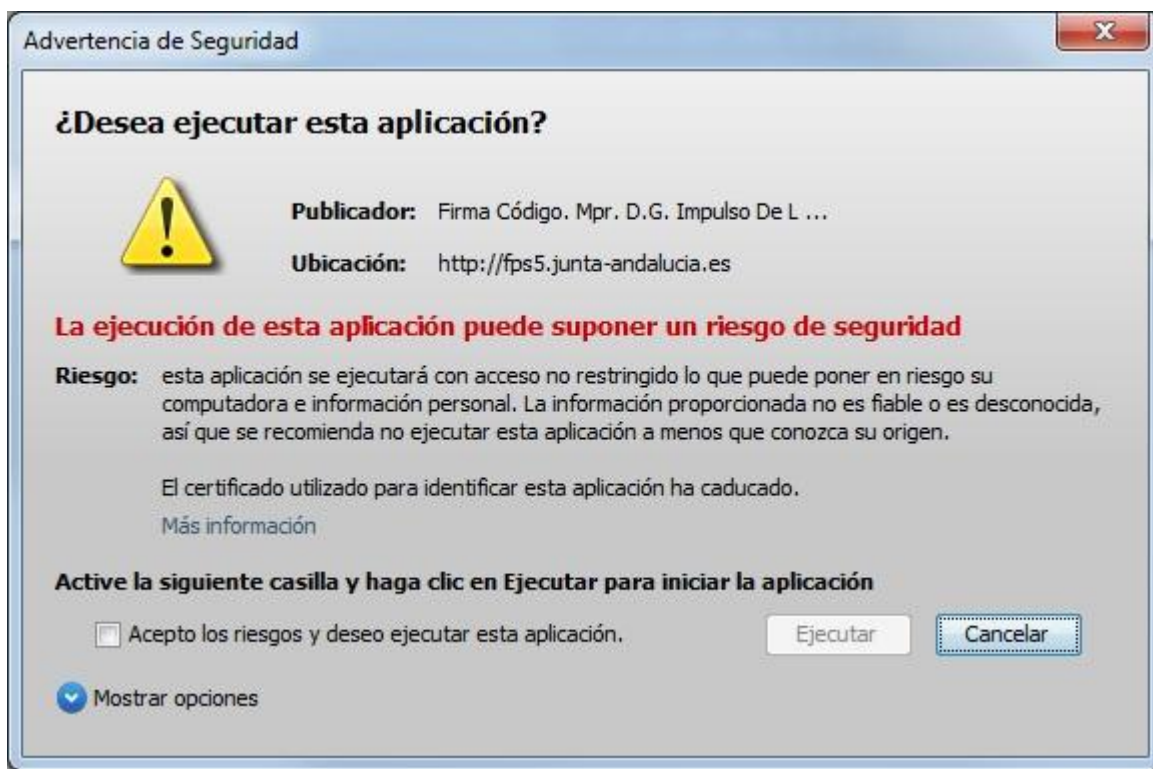 Advertencia de Seguridad
X
¿Desea ejecutar esta aplicación?
Publicador: Firma Código. Mpr. D.G. Impulso De L ...
Ubicación: http://fps5.junta-andalucia.es
La ejecución de esta aplicación puede suponer un riesgo de seguridad
Riesgo: esta aplicación se ejecutará con acceso no restringido lo que puede poner en riesgo su
computadora e información personal. La información proporcionada no es fiable o es desconocida,
así que se recomienda no ejecutar esta aplicación a menos que conozca su origen.
El certificado utilizado para identificar esta aplicación ha caducado.
Más información
Active la siguiente casilla y haga clic en Ejecutar para iniciar la aplicación
Acepto los riesgos y deseo ejecutar esta aplicación. Ejecutar Cancelar
Mostrar opciones